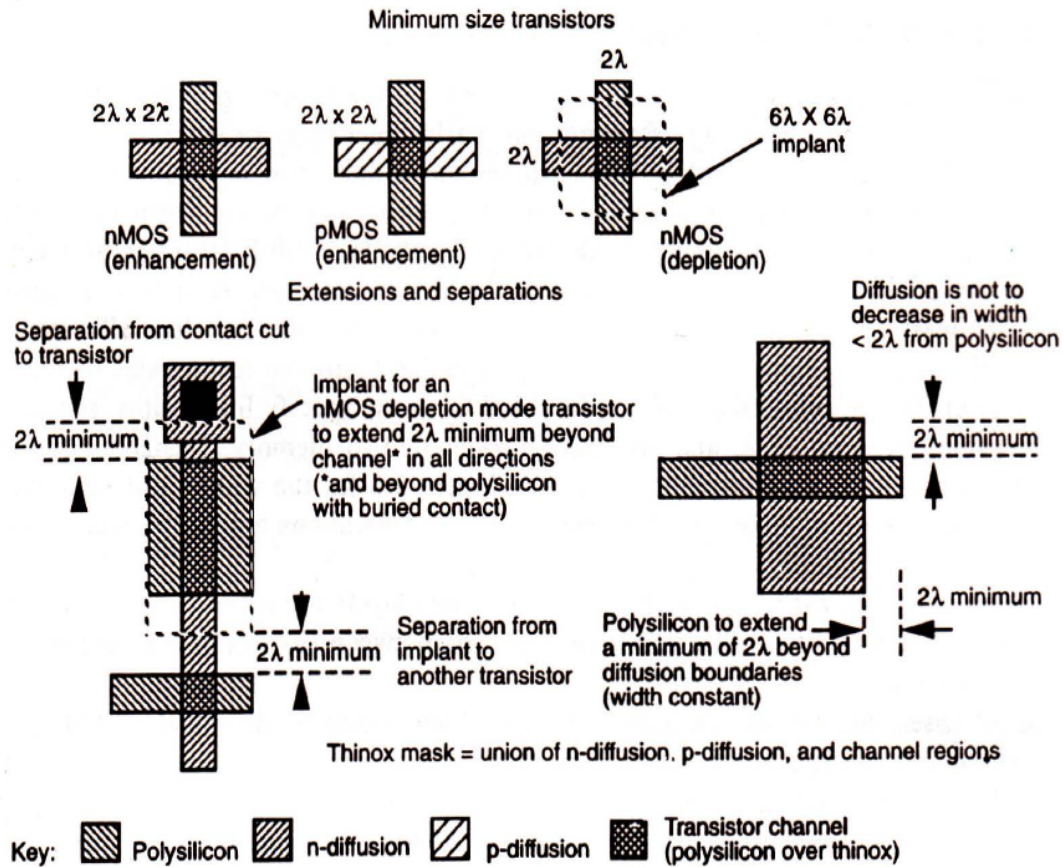 Minimum size transistors
2λ
2λ x 2λ
2λ x 2λ
6λ X 6λ
implant
2λ
nMOS
(enhancement)
pMOS
(enhancement)
nMOS
(depletion)
Extensions and separations
Diffusion is not to
decrease in width
< 2λ from polysilicon
Separation from contact cut
to transistor
Implant for an
nMOS depletion mode transistor
to extend 2λ minimum beyond
channel* in all directions
(*and beyond polysilicon
with buried contact)
2λ minimum
2λ minimum
2λ minimum
Separation from
implant to
another transistor
2λ minimum
Polysilicon to extend
a minimum of 2λ beyond
diffusion boundaries
(width constant)
Thinox mask = union of n-diffusion, p-diffusion, and channel regions
Key:
Polysilicon
n-diffusion
p-diffusion
Transistor channel
(polysilicon over thinox)